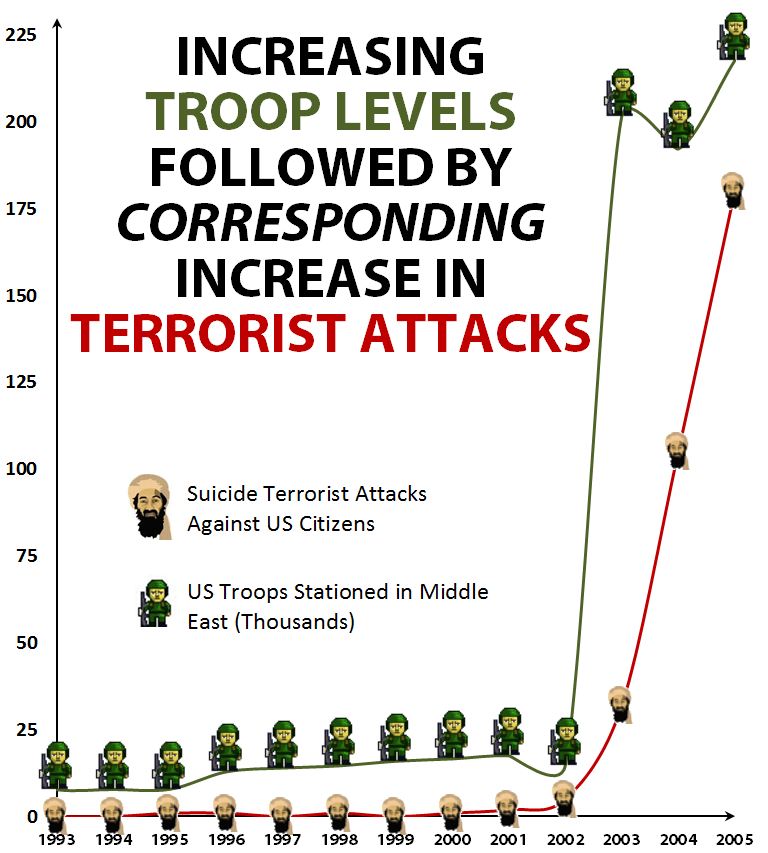 INCREASING
TROOP LEVELS
FOLLOWED BY
CORRESPONDING
INCREASE IN
TERRORIST ATTACKS
225
200
175
150
125
100
75
50
25
0
Suicide Terrorist Attacks
Against US Citizens
US Troops Stationed in Middle
East (Thousands)
1993 1994 1995 1996 1997 1998 1999 2000 2001 2002 2003 2004 2005